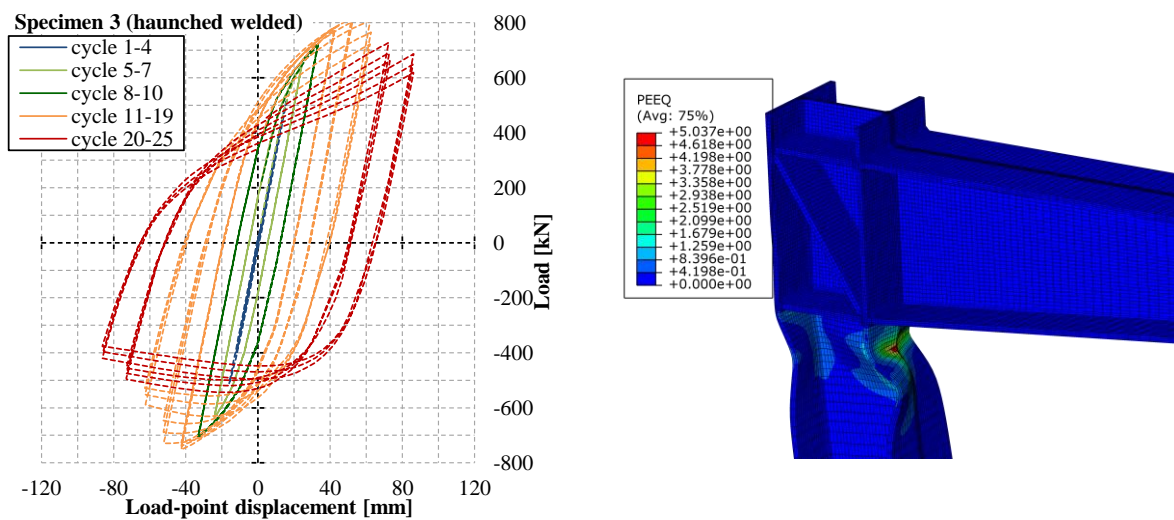 Specimen 3 (haunched welded)
cycle 1-4
cycle 5-7
cycle 8-10
cycle 11-19
cycle 20-25
800
600
400
200
0
-200
-400
-600
-800
Load [kN]
-120
-80
-40
0
40
80
120
Load-point displacement [mm]
PEEQ
(Avg: 75%)
+5.037e+00
+4.618e+00
+4.198e+00
+3.778e+00
+3.358e+00
+2.938e+00
+2.519e+00
+2.099e+00
+1.679e+00
+1.259e+00
+8.396e-01
+4.198e-01
+0.000e+00